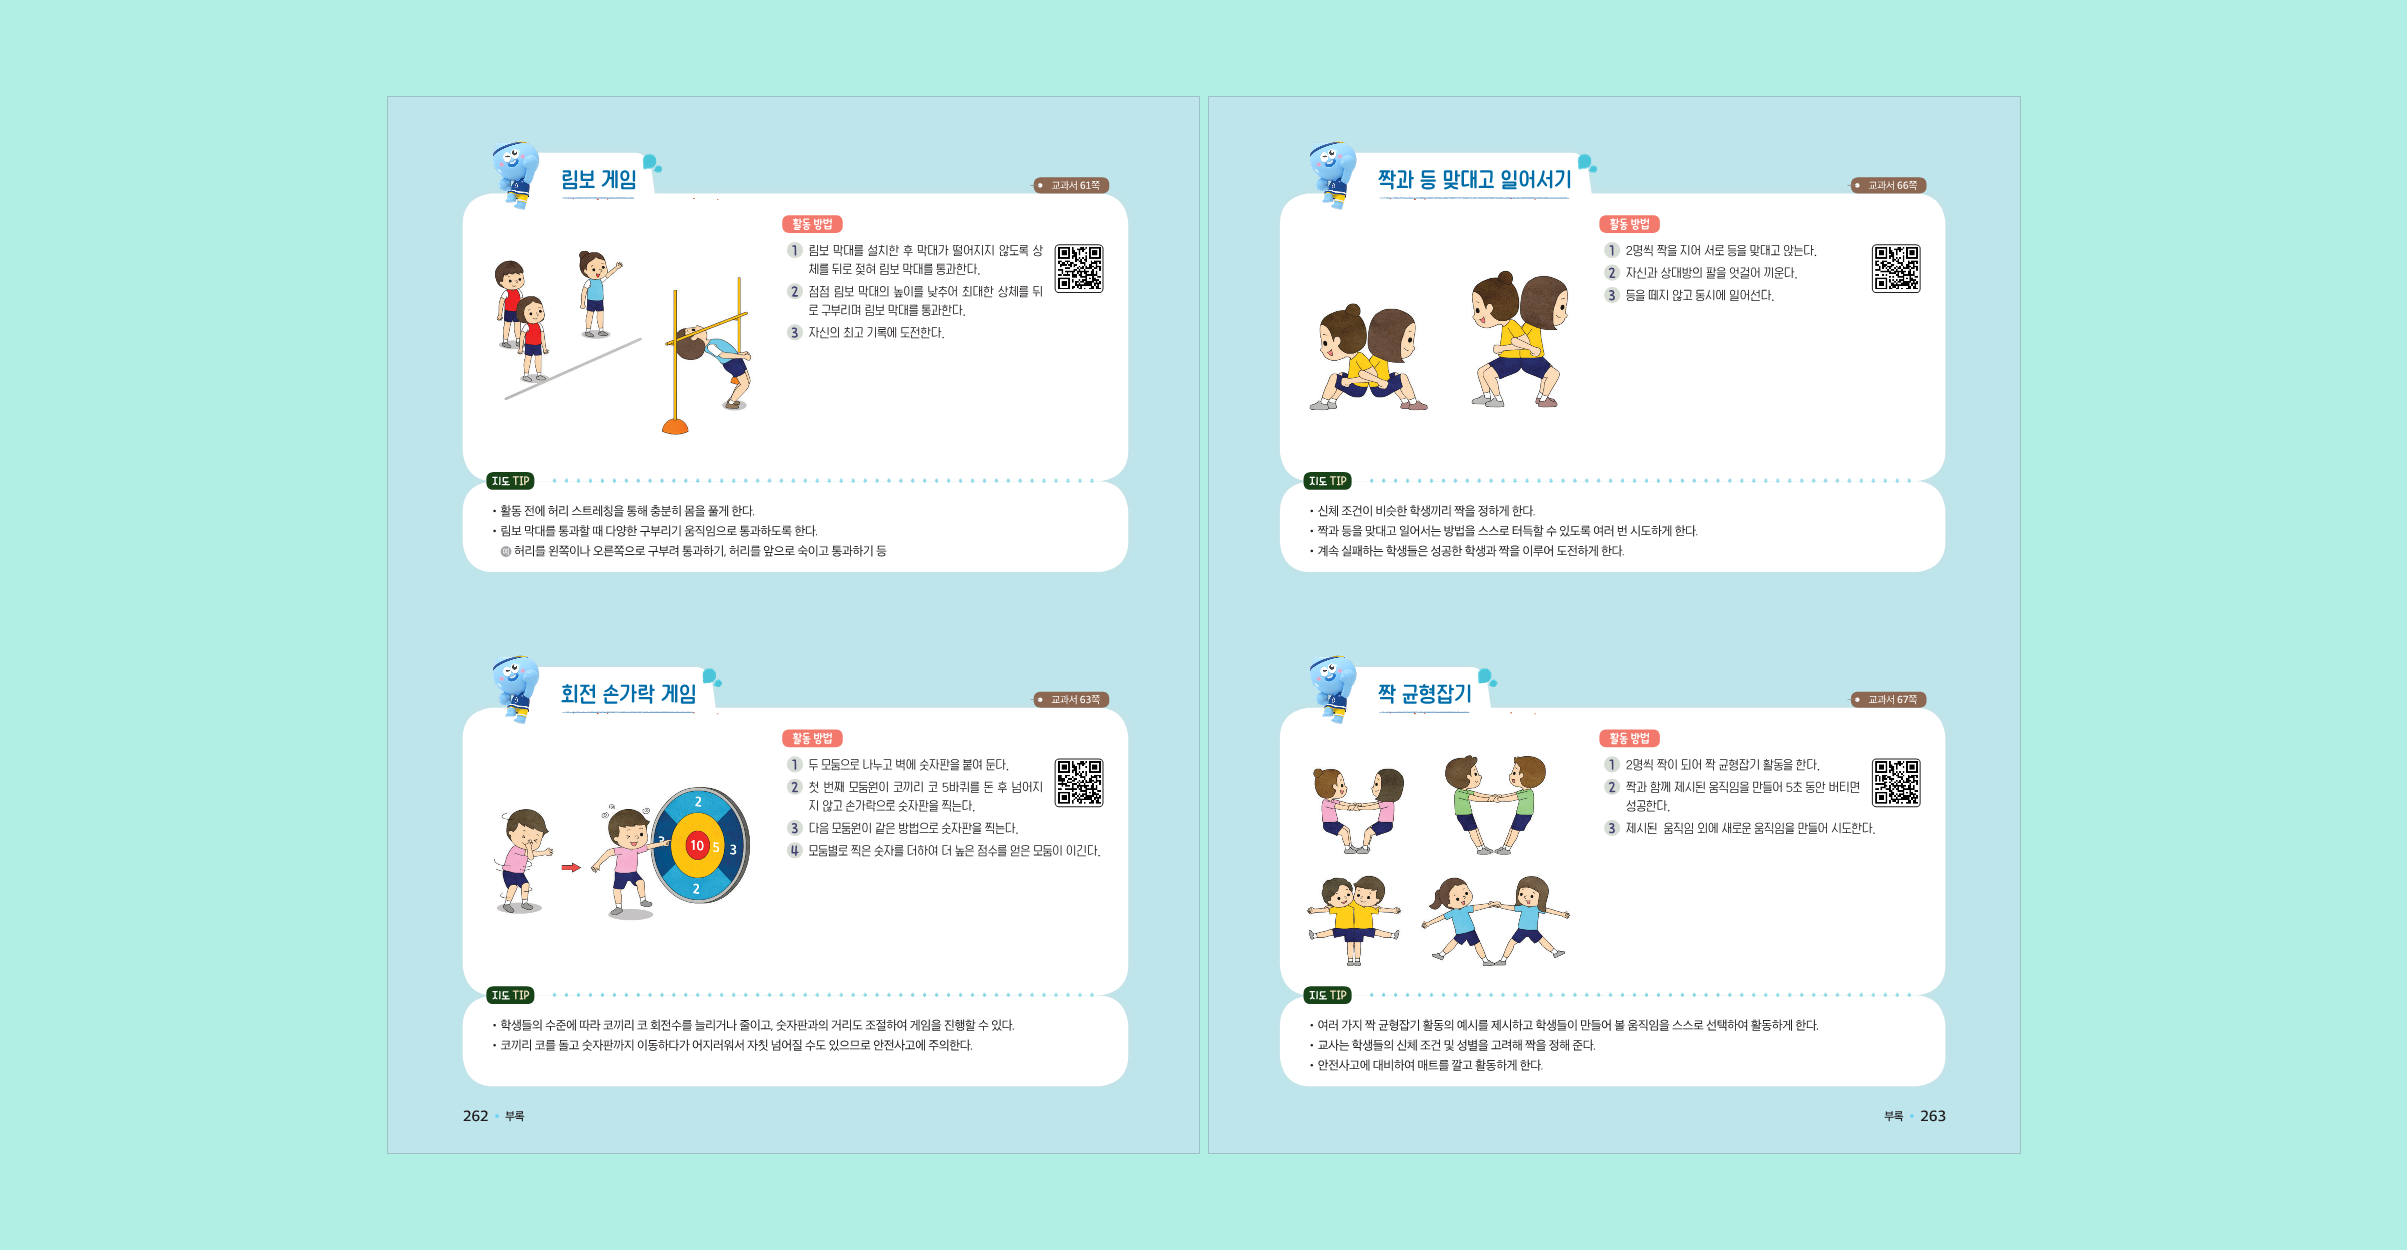 림보 게임
교과서 61쪽
활동 방법
1 림보 막대를 설치한 후 막대가 떨어지지 않도록 상
체를 뒤로 젖혀 림보 막대를 통과한다.
2 점점 림보 막대의 높이를 낮추어 최대한 상체를 뒤
로 구부리며 림보 막대를 통과한다.
3 자신의 최고 기록에 도전한다.
지도 TIP
• 활동 전에 허리 스트레칭을 통해 충분히 몸을 풀게 한다.
• 림보 막대를 통과할 때 다양한 구부리기 움직임으로 통과하도록 한다.
예 허리를 왼쪽이나 오른쪽으로 구부려 통과하기, 허리를 앞으로 숙이고 통과하기 등
회전 손가락 게임
교과서 63쪽
활동 방법
1 두 모둠으로 나누고 벽에 숫자판을 붙여 둔다.
2 첫 번째 모둠원이 코끼리 코 5바퀴를 돈 후 넘어지
지 않고 손가락으로 숫자판을 찍는다.
3 다음 모둠원이 같은 방법으로 숫자판을 찍는다.
4 모둠별로 찍은 숫자를 더하여 더 높은 점수를 얻은 모둠이 이긴다.
2
3 10 5 3
2
지도 TIP
• 학생들의 수준에 따라 코끼리 코 회전수를 늘리거나 줄이고, 숫자판과의 거리도 조절하여 게임을 진행할 수 있다.
• 코끼리 코를 돌고 숫자판까지 이동하다가 어지러워서 자칫 넘어질 수도 있으므로 안전사고에 주의한다.
262 • 부록
짝과 등 맞대고 일어서기
교과서 66쪽
활동 방법
1 2명씩 짝을 지어 서로 등을 맞대고 앉는다.
2 자신과 상대방의 팔을 엇걸어 끼운다.
3 등을 떼지 않고 동시에 일어선다.
지도 TIP
• 신체 조건이 비슷한 학생끼리 짝을 정하게 한다.
• 짝과 등을 맞대고 일어서는 방법을 스스로 터득할 수 있도록 여러 번 시도하게 한다.
• 계속 실패하는 학생들은 성공한 학생과 짝을 이루어 도전하게 한다.
짝 균형잡기
교과서 67쪽
활동 방법
1 2명씩 짝이 되어 짝 균형잡기 활동을 한다.
2 짝과 함께 제시된 움직임을 만들어 5초 동안 버티면
성공한다.
3 제시된 움직임 외에 새로운 움직임을 만들어 시도한다.
지도 TIP
• 여러 가지 짝 균형잡기 활동의 예시를 제시하고 학생들이 만들어 볼 움직임을 스스로 선택하여 활동하게 한다.
• 교사는 학생들의 신체 조건 및 성별을 고려해 짝을 정해 준다.
• 안전사고에 대비하여 매트를 깔고 활동하게 한다.
부록 • 263